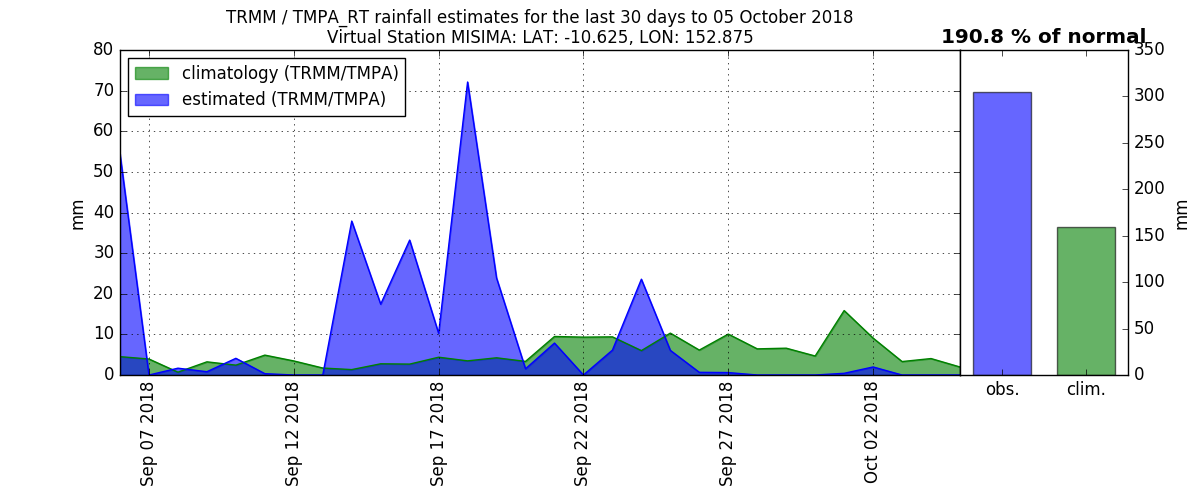 TRMM / TMPA_RT rainfall estimates for the last 30 days to 05 October 2018
Virtual Station MISIMA: LAT: -10.625, LON: 152.875
190.8 % of normal
climatology (TRMM/TMPA)
estimated (TRMM/TMPA)
80
70
60
50
40
30
20
10
0
mm
Sep 07 2018
Sep 12 2018
Sep 17 2018
Sep 22 2018
Sep 27 2018
Oct 02 2018
350
300
250
200
150
100
50
0
mm
obs.
clim.